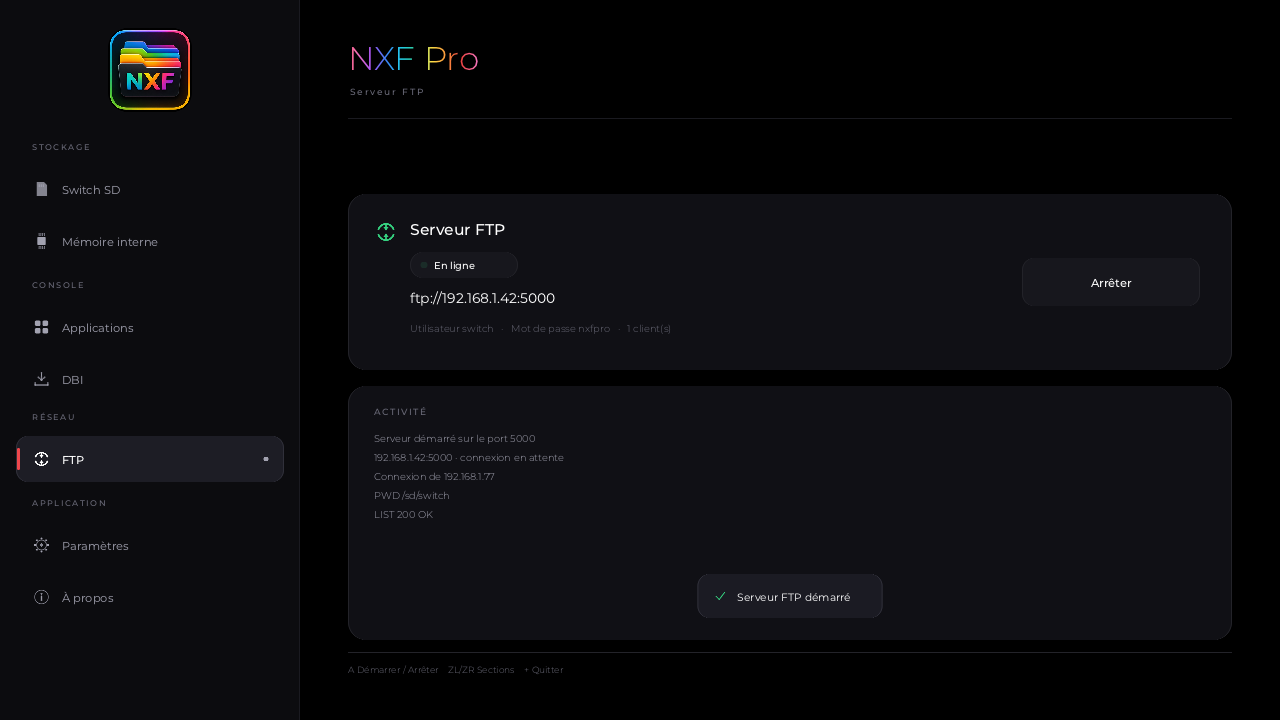 NXF
STOCKAGE
Switch SD
Mémoire interne
CONSOLE
Applications
DBI
RÉSEAU
FTP
APPLICATION
Paramètres
À propos
NXF Pro
Serveur FTP
Serveur FTP
En ligne
ftp://192.168.1.42:5000
Utilisateur switch · Mot de passe nxfpro · 1 client(s)
Arrêter
ACTIVITÉ
Serveur démarré sur le port 5000
192.168.1.42:5000 · connexion en attente
Connexion de 192.168.1.77
PWD /sd/switch
LIST 200 OK
Serveur FTP démarré
A Démarrer / Arrêter ZL/ZR Sections + Quitter